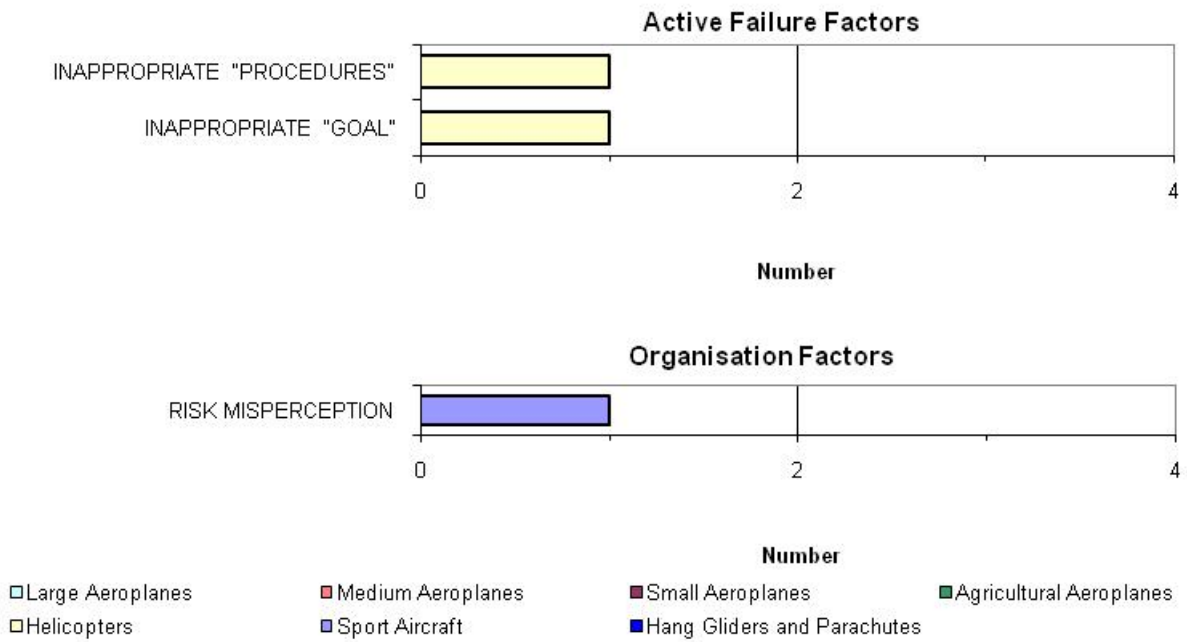 Active Failure Factors
INAPPROPRIATE "PROCEDURES"
INAPPROPRIATE "GOAL"
0 2 4
Number
Organisation Factors
RISK MISPERCEPTION
0 2 4
Number
Large Aeroplanes Medium Aeroplanes Small Aeroplanes Agricultural Aeroplanes
Helicopters Sport Aircraft Hang Gliders and Parachutes